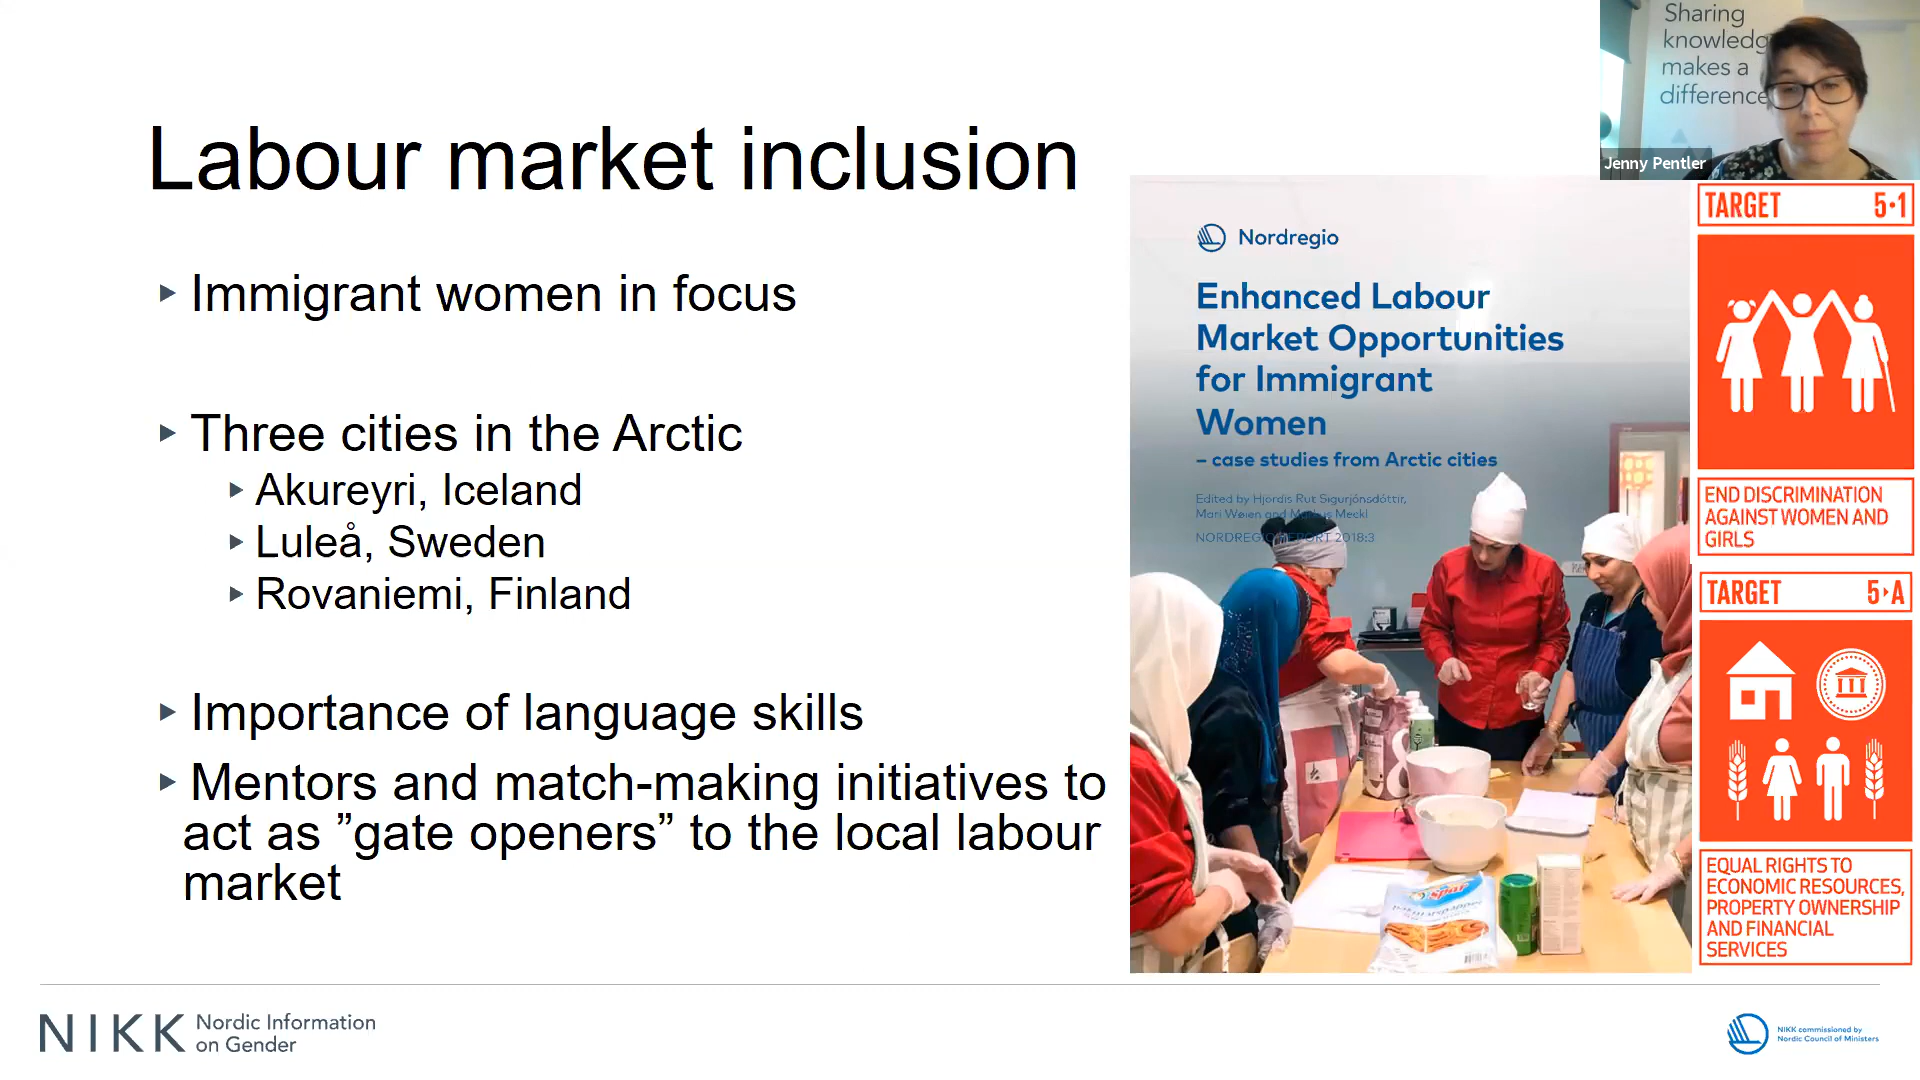 Sharing
knowledg
makes a
difference
Jenny Pentler
Labour market inclusion
Immigrant women in focus
Three cities in the Arctic
Akureyri, Iceland
Luleå, Sweden
Rovaniemi, Finland
Importance of language skills
Mentors and match-making initiatives to
act as ”gate openers” to the local labour
market
Nordregio
Enhanced Labour
Market Opportunities
for Immigrant
Women
– case studies from Arctic cities
Edited by Hjördís Rut Sigurjónsdóttir,
Mari Wøien and Markus Meckl
NORDREGIO REPORT 2018:3
Spar
TARGET 5·1
END DISCRIMINATION
AGAINST WOMEN AND
GIRLS
TARGET 5·A
EQUAL RIGHTS TO
ECONOMIC RESOURCES,
PROPERTY OWNERSHIP
AND FINANCIAL
SERVICES
NIKK Nordic Information
on Gender
NIKK commissioned by
Nordic Council of Ministers